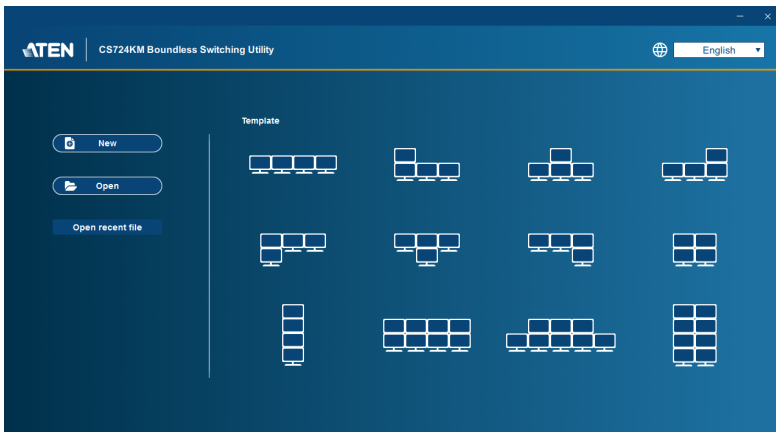 ATEN
CS724KM Boundless Switching Utility
English
Template
New
Open
Open recent file